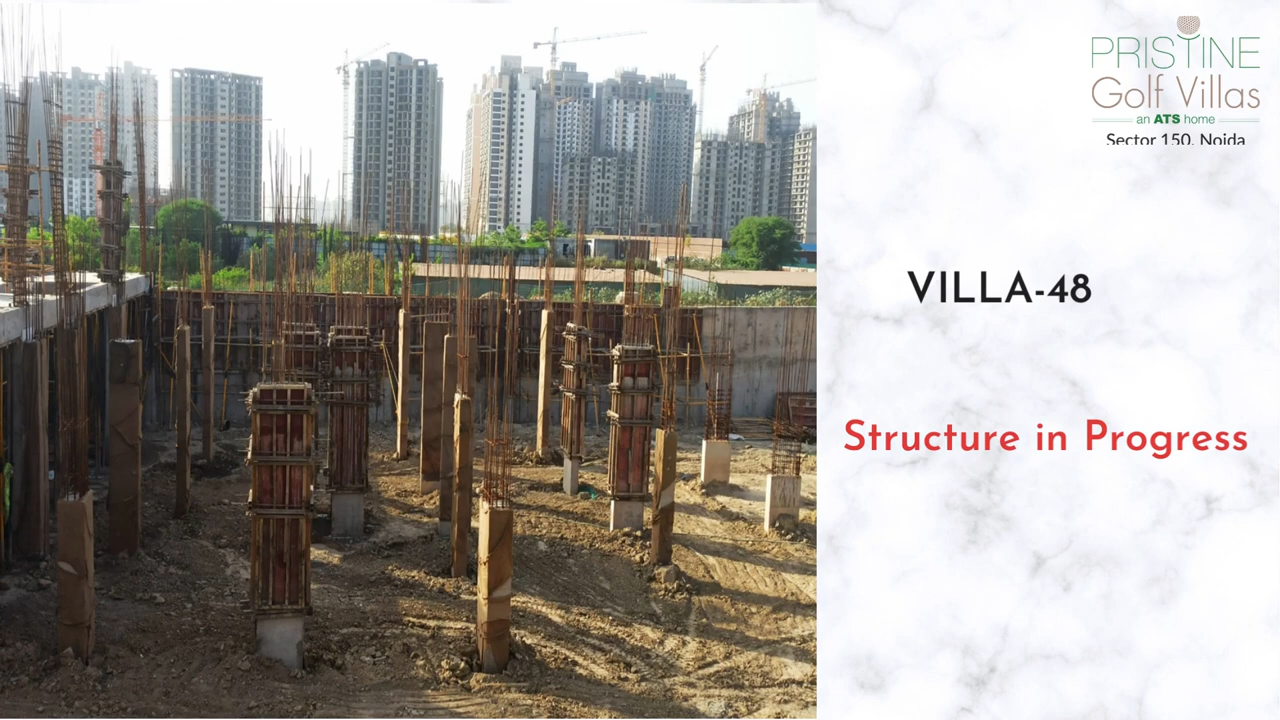 PRISTINE
Golf Villas
an ATS home
Sector 150, Noida
VILLA-48
Structure in Progress